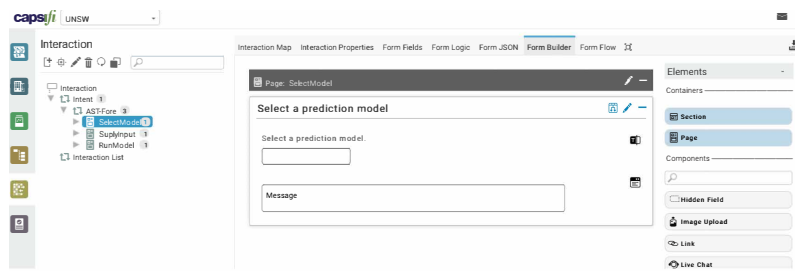 capsifi UNSW
Interaction
Interaction
Intent 1
AST-Fore 3
SelectModel 1
SuplyInput 1
RunModel 1
Interaction List
Interaction Map Interaction Properties Form Fields Form Logic Form JSON Form Builder Form Flow
Page: SelectModel
Select a prediction model
Select a prediction model.
Message
Elements -
Containers
Section
Page
Components
Hidden Field
Image Upload
Link
Live Chat